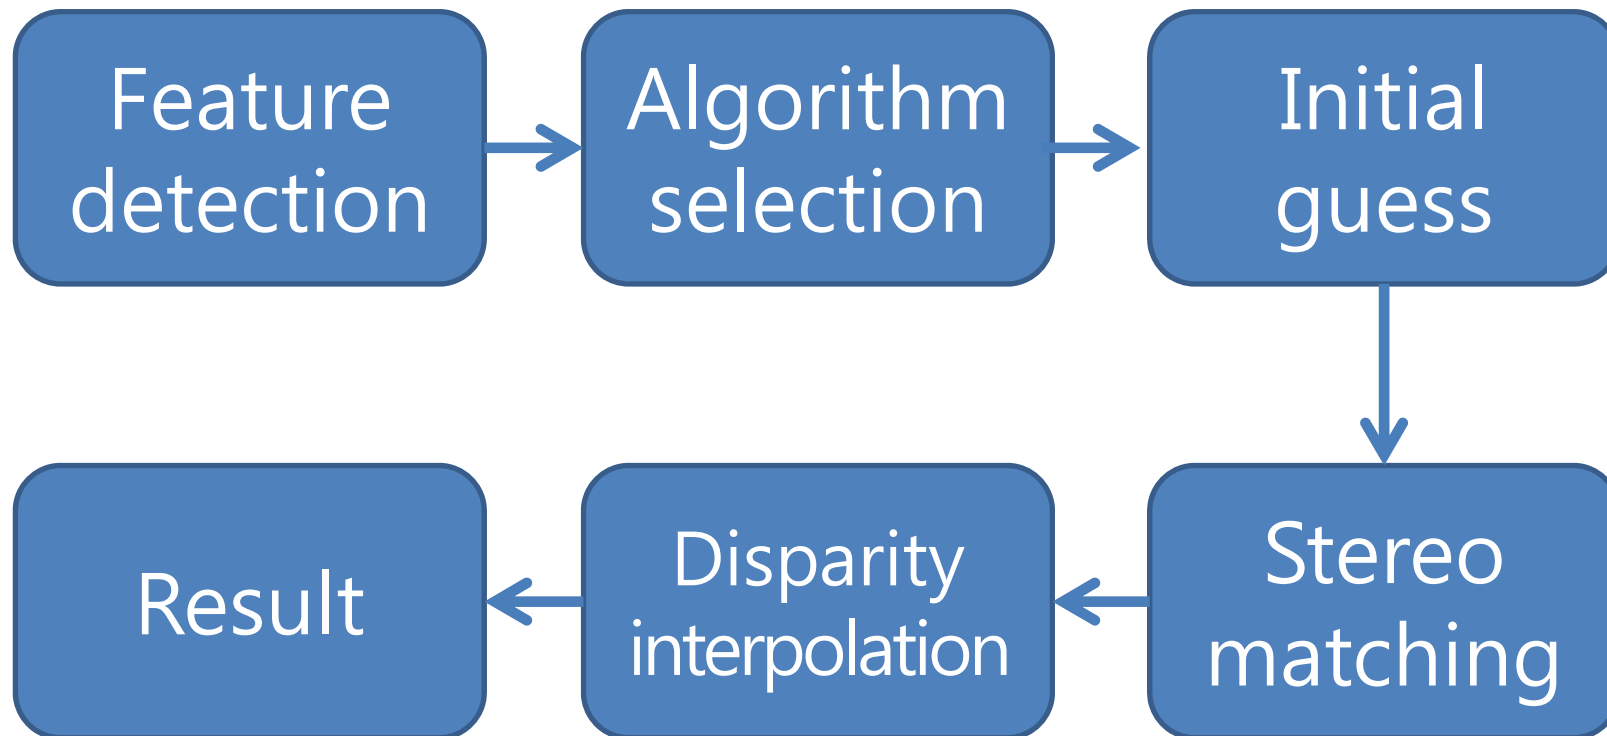 Feature
detection
Algorithm
selection
Initial
guess
Stereo
matching
Disparity
interpolation
Result